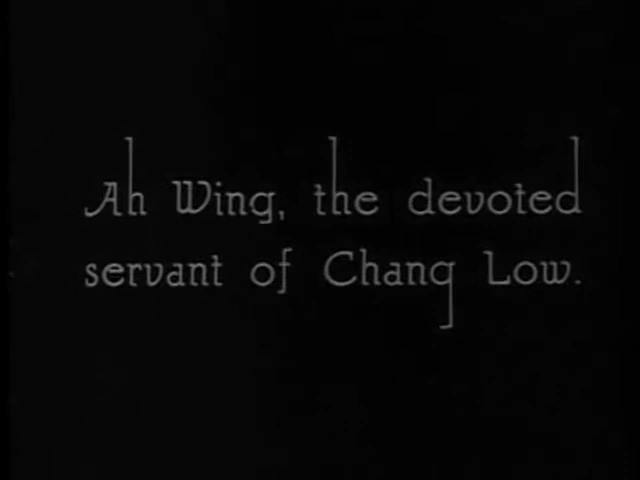 Ah Wing, the devoted
servant of Chang Low.